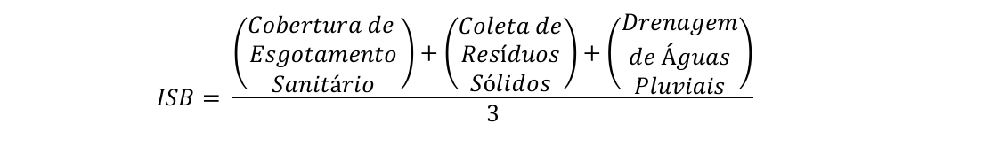 ISB = ((Cobertura de Esgotamento Sanitário) + (Coleta de Resíduos Sólidos) + (Drenagem de Águas Pluviais)) / 3